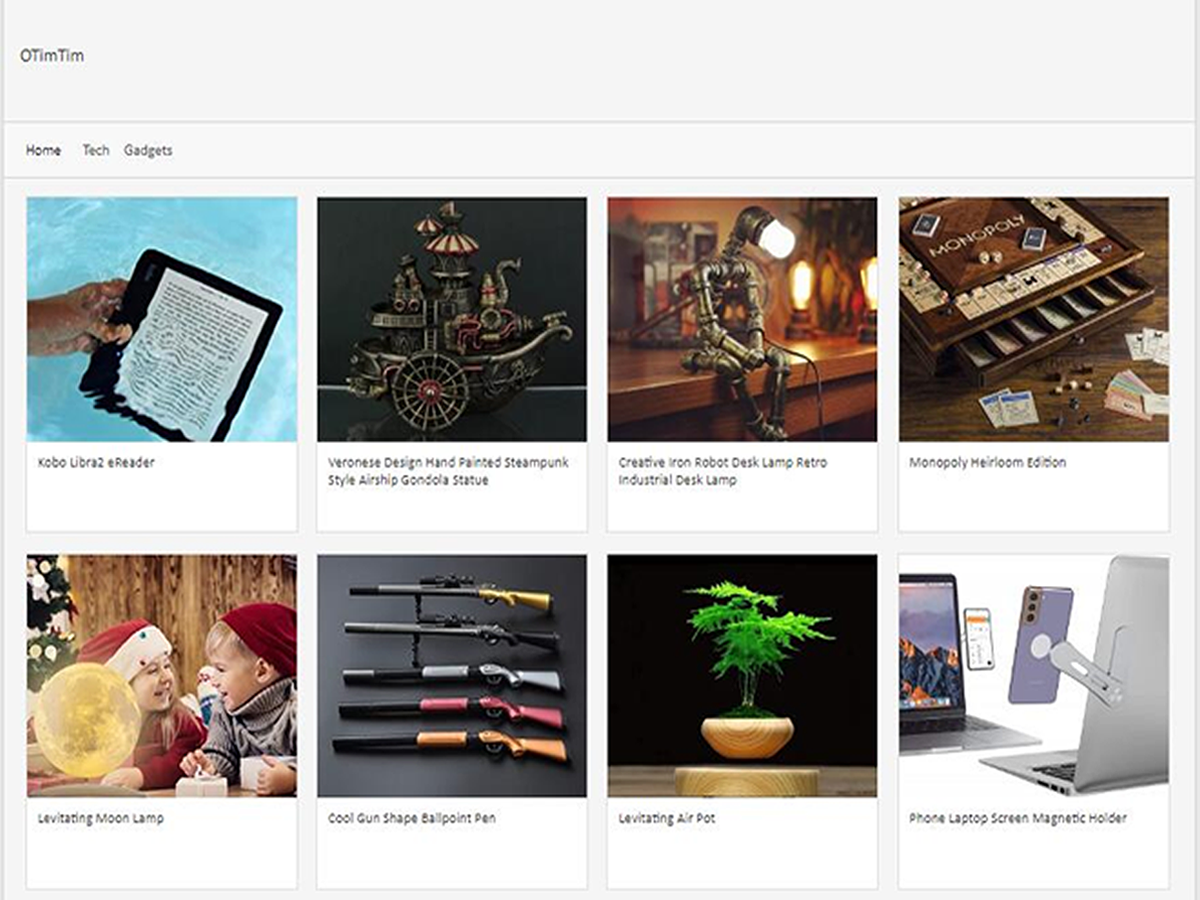 OTimTim
Home Tech Gadgets
MONOPOLY
Kobo Libra2 eReader
Veronese Design Hand Painted Steampunk
Style Airship Gondola Statue
Creative Iron Robot Desk Lamp Retro
Industrial Desk Lamp
Monopoly Heirloom Edition
Levitating Moon Lamp
Cool Gun Shape Ballpoint Pen
Levitating Air Pot
Phone Laptop Screen Magnetic Holder